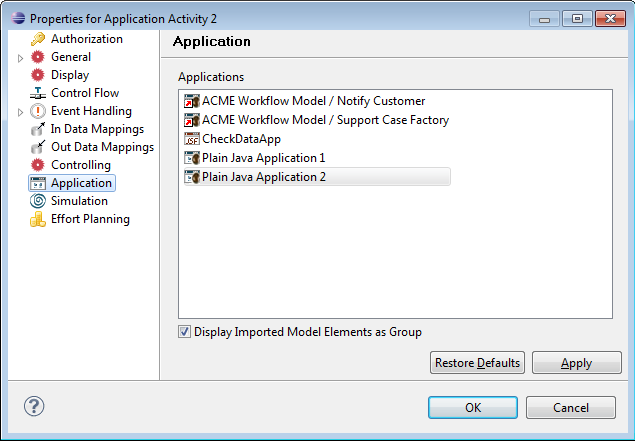 Properties for Application Activity 2
Authorization
General
Display
Control Flow
Event Handling
In Data Mappings
Out Data Mappings
Controlling
Application
Simulation
Effort Planning
Application
Applications
ACME Workflow Model / Notify Customer
ACME Workflow Model / Support Case Factory
JSF CheckDataApp
Plain Java Application 1
Plain Java Application 2
Display Imported Model Elements as Group
Restore Defaults
Apply
?
OK
Cancel